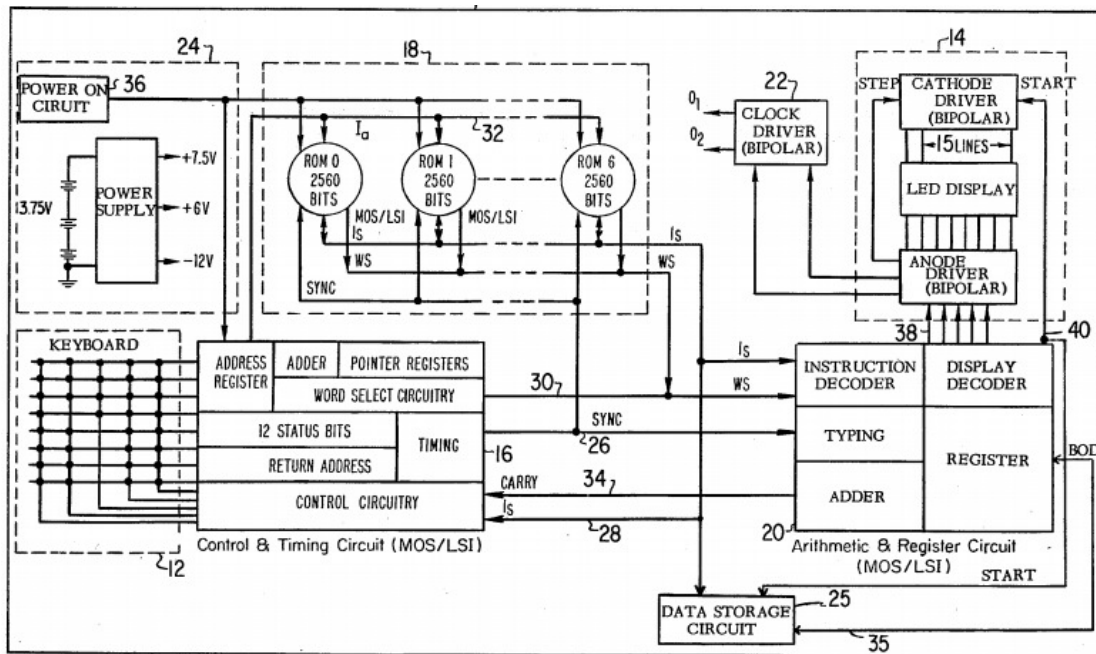 24
POWER ON
CIRUIT
36
POWER
SUPPLY
3.75V
+7.5V
+6V
-12V
18
Ia
32
ROM 0
2560
BITS
ROM 1
2560
BITS
ROM 6
2560
BITS
MOS/LSI
MOS/LSI
IS
IS
WS
WS
SYNC
14
22
O1
O2
CLOCK
DRIVER
(BIPOLAR)
STEP
START
CATHODE
DRIVER
(BIPOLAR)
15 LINES
LED DISPLAY
ANODE
DRIVER
(BIPOLAR)
38
40
KEYBOARD
12
ADDRESS
REGISTER
ADDER
POINTER REGISTERS
WORD SELECT CIRCUITRY
12 STATUS BITS
RETURN ADDRESS
TIMING
16
CONTROL CIRCUITRY
Control & Timing Circuit (MOS/LSI)
IS
30
WS
SYNC
26
CARRY
34
IS
28
INSTRUCTION
DECODER
DISPLAY
DECODER
TYPING
REGISTER
ADDER
20
BOD
Arithmetic & Register Circuit
(MOS/LSI)
START
DATA STORAGE
CIRCUIT
25
35